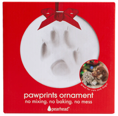 pawprints ornament
no mixing. no baking. no mess
pearhead